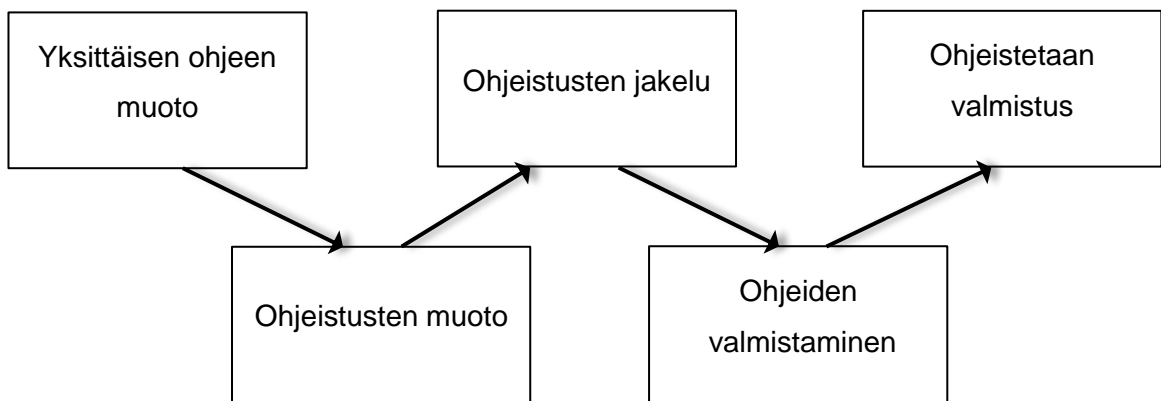 Yksittäisen ohjeen
muoto
Ohjeistusten muoto
Ohjeistusten jakelu
Ohjeiden
valmistaminen
Ohjeistetaan
valmistus